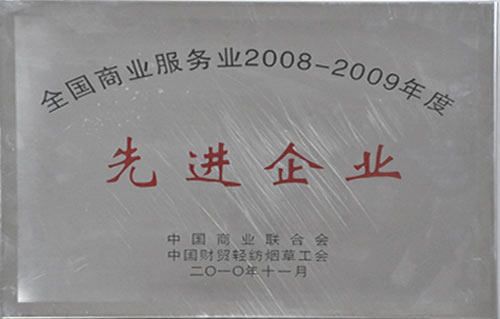 全国商业服务业2008-2009年度
先进企业
中国商业联合会
中国财贸轻纺烟草工会
二〇一〇年十一月